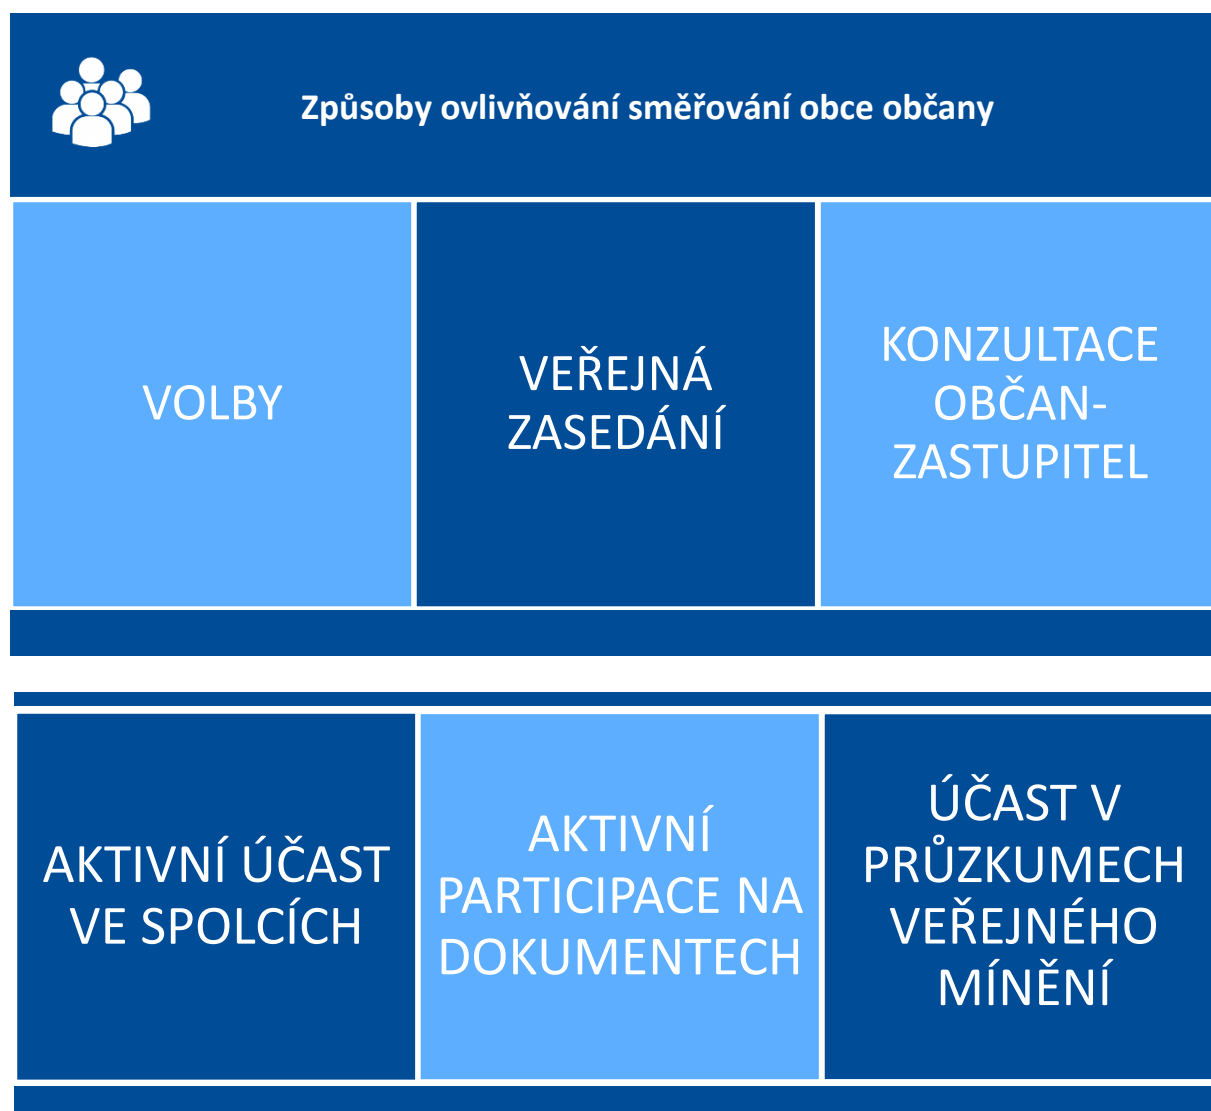 Způsoby ovlivňování směřování obce občany
VOLBY
VEŘEJNÁ
ZASEDÁNÍ
KONZULTACE
OBČAN-
ZASTUPITEL
AKTIVNÍ ÚČAST
VE SPOLCÍCH
AKTIVNÍ
PARTICIPACE NA
DOKUMENTECH
ÚČAST V
PRŮZKUMECH
VEŘEJNÉHO
MÍNĚNÍ